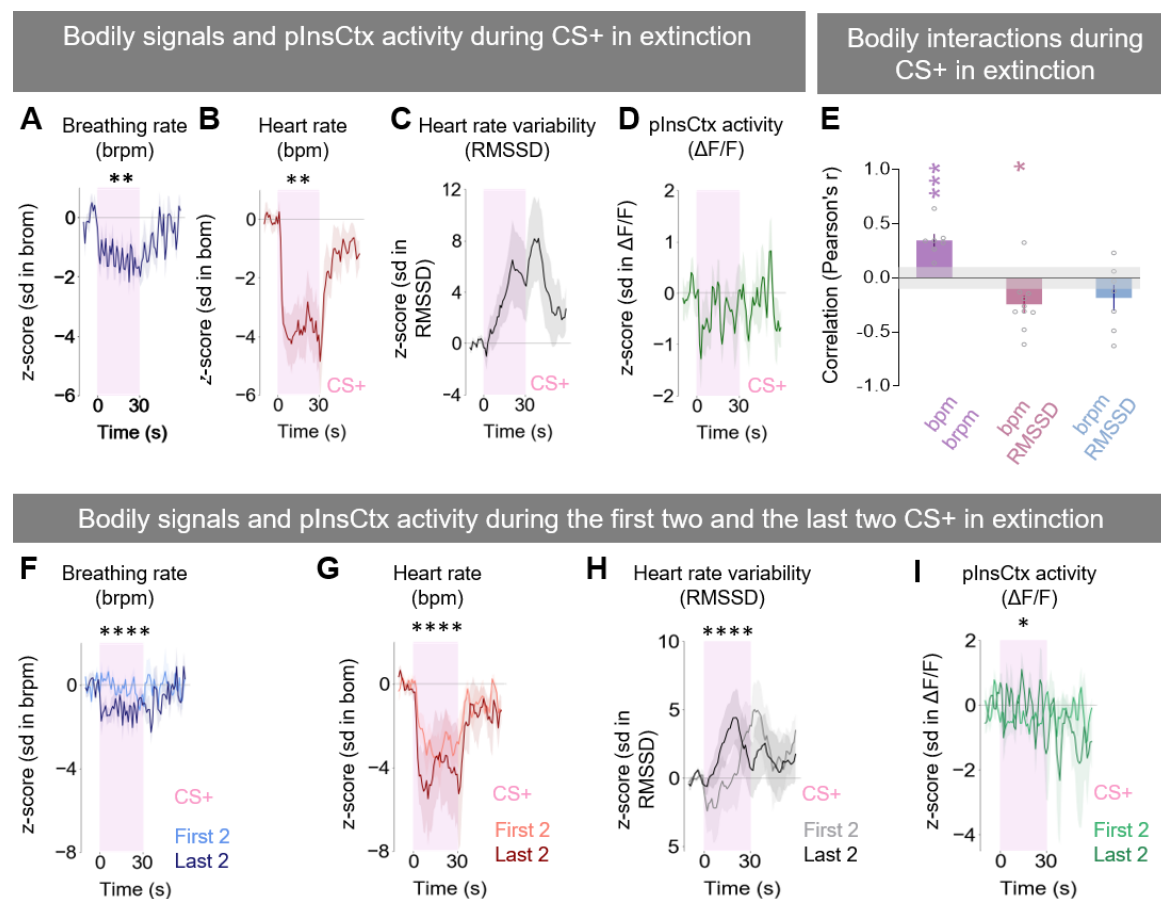 Bodily signals and pInsCtx activity during CS+ in extinction
Bodily interactions during
CS+ in extinction
A
Breathing rate
(brpm)
**
z-score (sd in brom)
0
−2
−4
−6
0
30
Time (s)
B
Heart rate
(bpm)
**
z-score (sd in bom)
0
−2
−4
−6
CS+
0
30
Time (s)
C
Heart rate variability
(RMSSD)
z-score (sd in
RMSSD)
12
8
4
0
−4
CS+
0
30
Time (s)
D
pInsCtx activity
(ΔF/F)
z-score (sd in ΔF/F)
2
1
0
−1
−2
CS+
0
30
Time (s)
E
Correlation (Pearson's r)
1.0
0.5
0.0
-0.5
-1.0
***
*
bpm
brpm
bpm
RMSSD
brpm
RMSSD
Bodily signals and pInsCtx activity during the first two and the last two CS+ in extinction
F
Breathing rate
(brpm)
****
z-score (sd in brpm)
0
−4
−8
CS+
First 2
Last 2
0
30
Time (s)
G
Heart rate
(bpm)
****
z-score (sd in bom)
0
−4
−8
CS+
First 2
Last 2
0
30
Time (s)
H
Heart rate variability
(RMSSD)
****
z-score (sd in
RMSSD)
10
5
0
5
CS+
First 2
Last 2
0
30
Time (s)
I
pInsCtx activity
(ΔF/F)
*
z-score (sd in ΔF/F)
2
0
−2
−4
CS+
First 2
Last 2
0
30
Time (s)